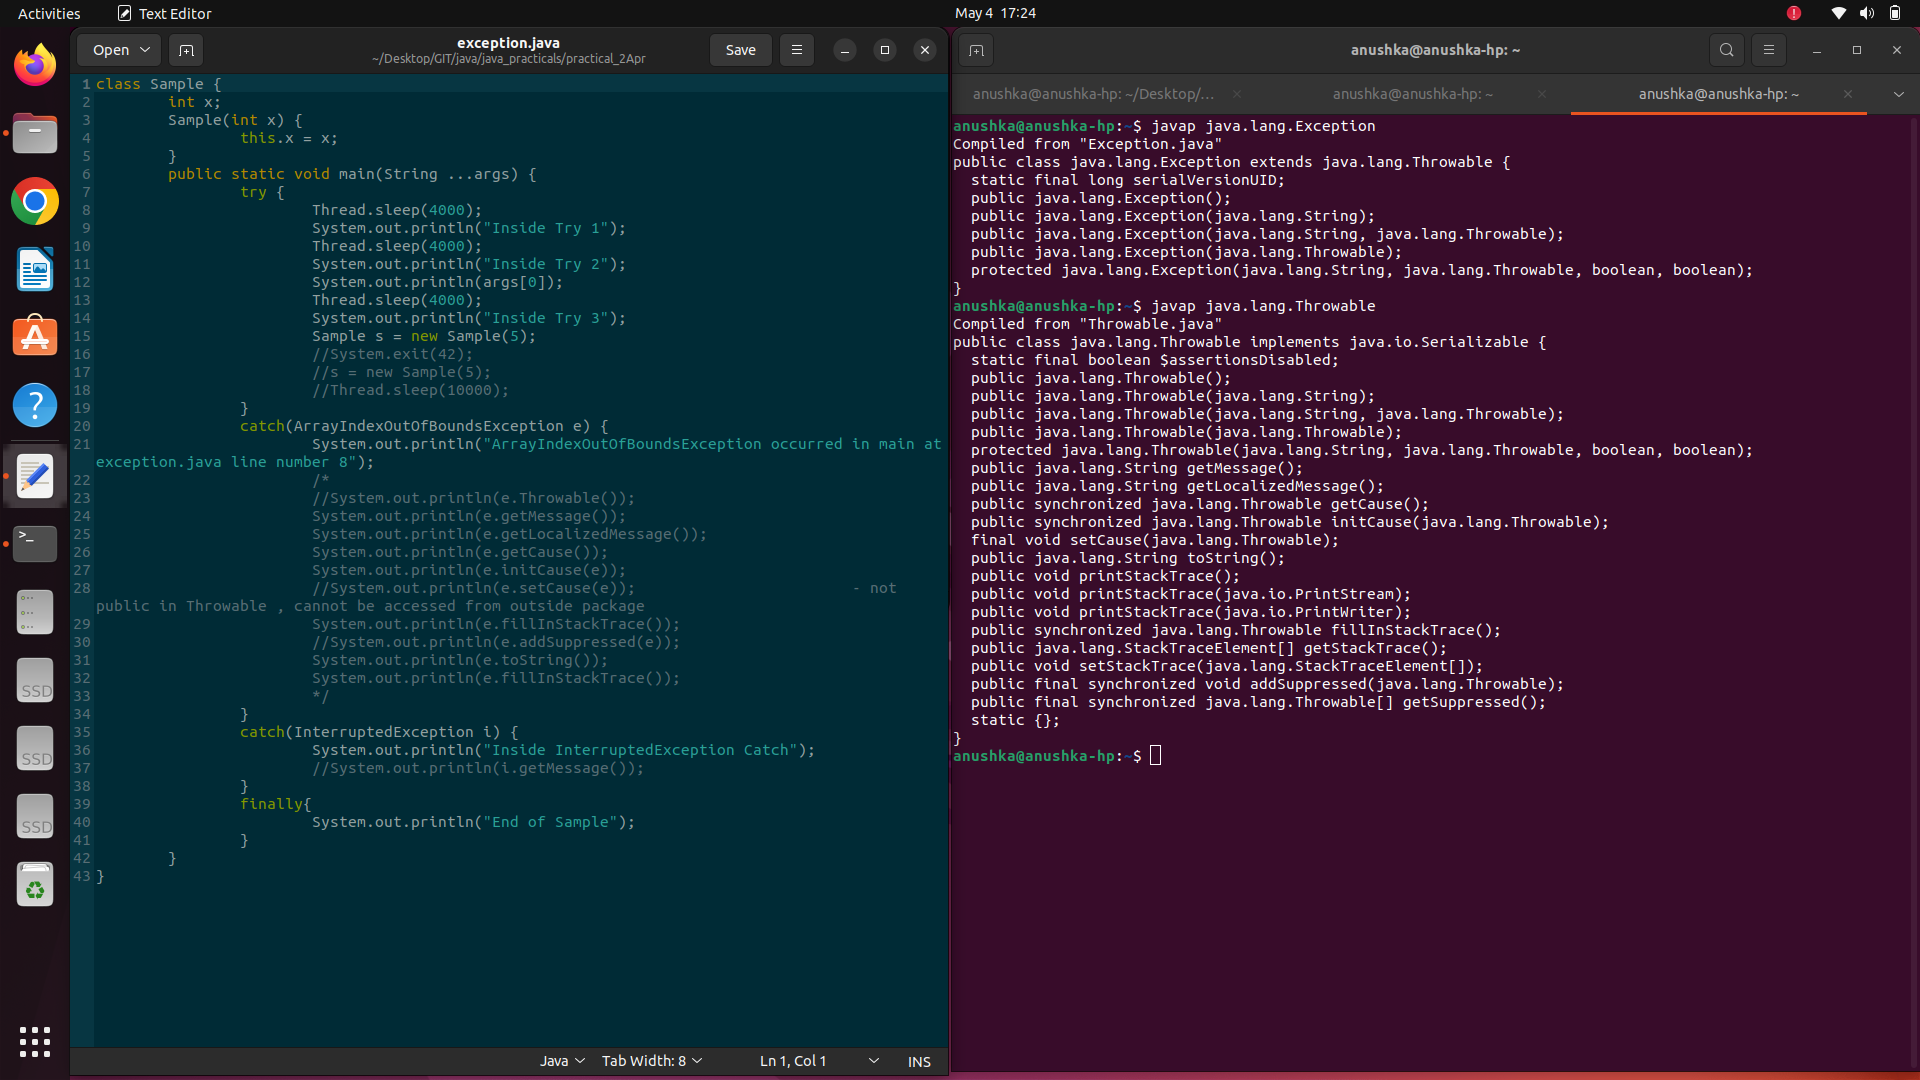 Activities
Text Editor
May 4  17:24
Open
exception.java
~/Desktop/GIT/java/java_practicals/practical_2Apr
Save
1 class Sample {
2         int x;
3         Sample(int x) {
4                 this.x = x;
5         }
6         public static void main(String ...args) {
7                 try {
8                         Thread.sleep(4000);
9                         System.out.println("Inside Try 1");
10                         Thread.sleep(4000);
11                         System.out.println("Inside Try 2");
12                         System.out.println(args[0]);
13                         Thread.sleep(4000);
14                         System.out.println("Inside Try 3");
15                         Sample s = new Sample(5);
16                         //System.exit(42);
17                         //s = new Sample(5);
18                         //Thread.sleep(10000);
19                 }
20                 catch(ArrayIndexOutOfBoundsException e) {
21                         System.out.println("ArrayIndexOutOfBoundsException occurred in main at
exception.java line number 8");
22                         /*
23                         //System.out.println(e.Throwable());
24                         System.out.println(e.getMessage());
25                         System.out.println(e.getLocalizedMessage());
26                         System.out.println(e.getCause());
27                         System.out.println(e.initCause(e));
28                         //System.out.println(e.setCause(e));                        - not
public in Throwable , cannot be accessed from outside package
29                         System.out.println(e.fillInStackTrace());
30                         //System.out.println(e.addSuppressed(e));
31                         System.out.println(e.toString());
32                         System.out.println(e.fillInStackTrace());
33                         */
34                 }
35                 catch(InterruptedException i) {
36                         System.out.println("Inside InterruptedException Catch");
37                         //System.out.println(i.getMessage());
38                 }
39                 finally{
40                         System.out.println("End of Sample");
41                 }
42         }
43 }
Java
Tab Width: 8
Ln 1, Col 1
INS
SSD
SSD
SSD
anushka@anushka-hp: ~
anushka@anushka-hp: ~/Desktop/...
anushka@anushka-hp: ~
anushka@anushka-hp: ~
anushka@anushka-hp:~$ javap java.lang.Exception
Compiled from "Exception.java"
public class java.lang.Exception extends java.lang.Throwable {
  static final long serialVersionUID;
  public java.lang.Exception();
  public java.lang.Exception(java.lang.String);
  public java.lang.Exception(java.lang.String, java.lang.Throwable);
  public java.lang.Exception(java.lang.Throwable);
  protected java.lang.Exception(java.lang.String, java.lang.Throwable, boolean, boolean);
}
anushka@anushka-hp:~$ javap java.lang.Throwable
Compiled from "Throwable.java"
public class java.lang.Throwable implements java.io.Serializable {
  static final boolean $assertionsDisabled;
  public java.lang.Throwable();
  public java.lang.Throwable(java.lang.String);
  public java.lang.Throwable(java.lang.String, java.lang.Throwable);
  public java.lang.Throwable(java.lang.Throwable);
  protected java.lang.Throwable(java.lang.String, java.lang.Throwable, boolean, boolean);
  public java.lang.String getMessage();
  public java.lang.String getLocalizedMessage();
  public synchronized java.lang.Throwable getCause();
  public synchronized java.lang.Throwable initCause(java.lang.Throwable);
  final void setCause(java.lang.Throwable);
  public java.lang.String toString();
  public void printStackTrace();
  public void printStackTrace(java.io.PrintStream);
  public void printStackTrace(java.io.PrintWriter);
  public synchronized java.lang.Throwable fillInStackTrace();
  public java.lang.StackTraceElement[] getStackTrace();
  public void setStackTrace(java.lang.StackTraceElement[]);
  public final synchronized void addSuppressed(java.lang.Throwable);
  public final synchronized java.lang.Throwable[] getSuppressed();
  static {};
}
anushka@anushka-hp:~$